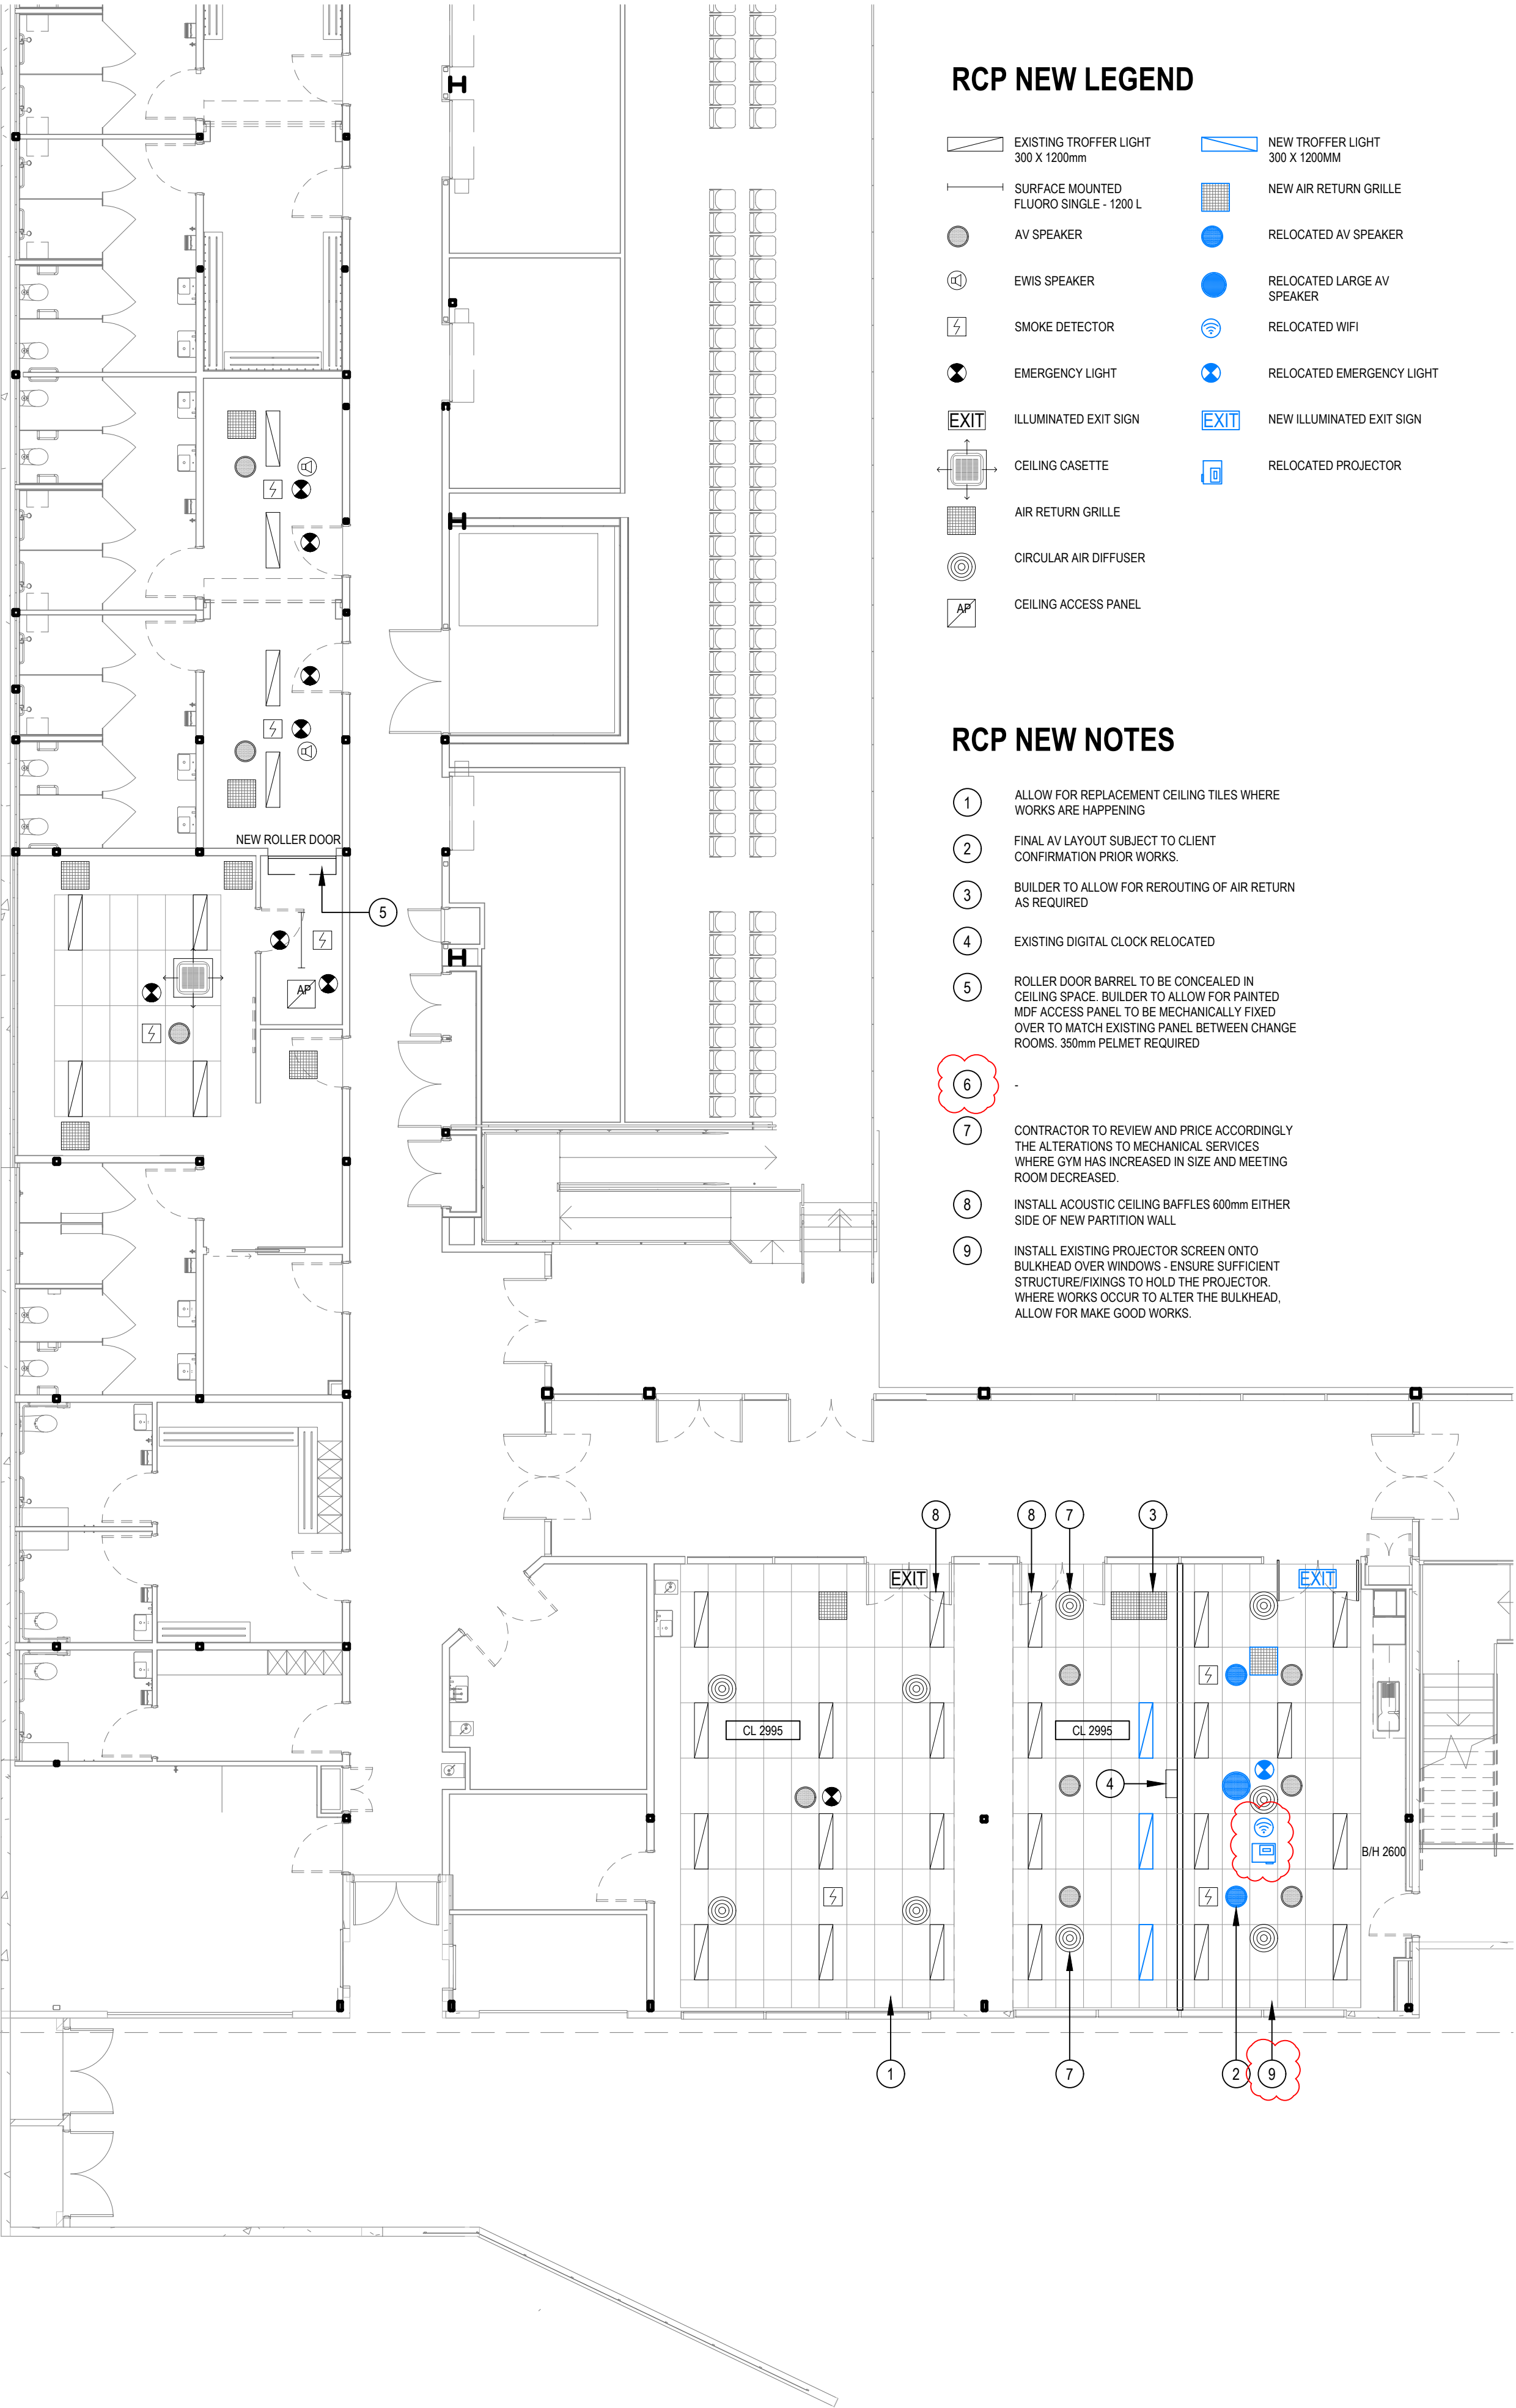 RCP NEW LEGEND
EXISTING TROFFER LIGHT
300 X 1200mm
NEW TROFFER LIGHT
300 X 1200MM
SURFACE MOUNTED
FLUORO SINGLE - 1200 L
NEW AIR RETURN GRILLE
AV SPEAKER
RELOCATED AV SPEAKER
EWIS SPEAKER
RELOCATED LARGE AV
SPEAKER
SMOKE DETECTOR
RELOCATED WIFI
EMERGENCY LIGHT
RELOCATED EMERGENCY LIGHT
EXIT
ILLUMINATED EXIT SIGN
EXIT
NEW ILLUMINATED EXIT SIGN
CEILING CASETTE
RELOCATED PROJECTOR
AIR RETURN GRILLE
CIRCULAR AIR DIFFUSER
AP
CEILING ACCESS PANEL
RCP NEW NOTES
1
ALLOW FOR REPLACEMENT CEILING TILES WHERE
WORKS ARE HAPPENING
2
FINAL AV LAYOUT SUBJECT TO CLIENT
CONFIRMATION PRIOR WORKS.
3
BUILDER TO ALLOW FOR REROUTING OF AIR RETURN
AS REQUIRED
4
EXISTING DIGITAL CLOCK RELOCATED
5
ROLLER DOOR BARREL TO BE CONCEALED IN
CEILING SPACE. BUILDER TO ALLOW FOR PAINTED
MDF ACCESS PANEL TO BE MECHANICALLY FIXED
OVER TO MATCH EXISTING PANEL BETWEEN CHANGE
ROOMS. 350mm PELMET REQUIRED
6
-
7
CONTRACTOR TO REVIEW AND PRICE ACCORDINGLY
THE ALTERATIONS TO MECHANICAL SERVICES
WHERE GYM HAS INCREASED IN SIZE AND MEETING
ROOM DECREASED.
8
INSTALL ACOUSTIC CEILING BAFFLES 600mm EITHER
SIDE OF NEW PARTITION WALL
9
INSTALL EXISTING PROJECTOR SCREEN ONTO
BULKHEAD OVER WINDOWS - ENSURE SUFFICIENT
STRUCTURE/FIXINGS TO HOLD THE PROJECTOR.
WHERE WORKS OCCUR TO ALTER THE BULKHEAD,
ALLOW FOR MAKE GOOD WORKS.
NEW ROLLER DOOR
5
AP
8
8
7
3
EXIT
EXIT
CL 2995
CL 2995
4
B/H 2600
1
7
2
9